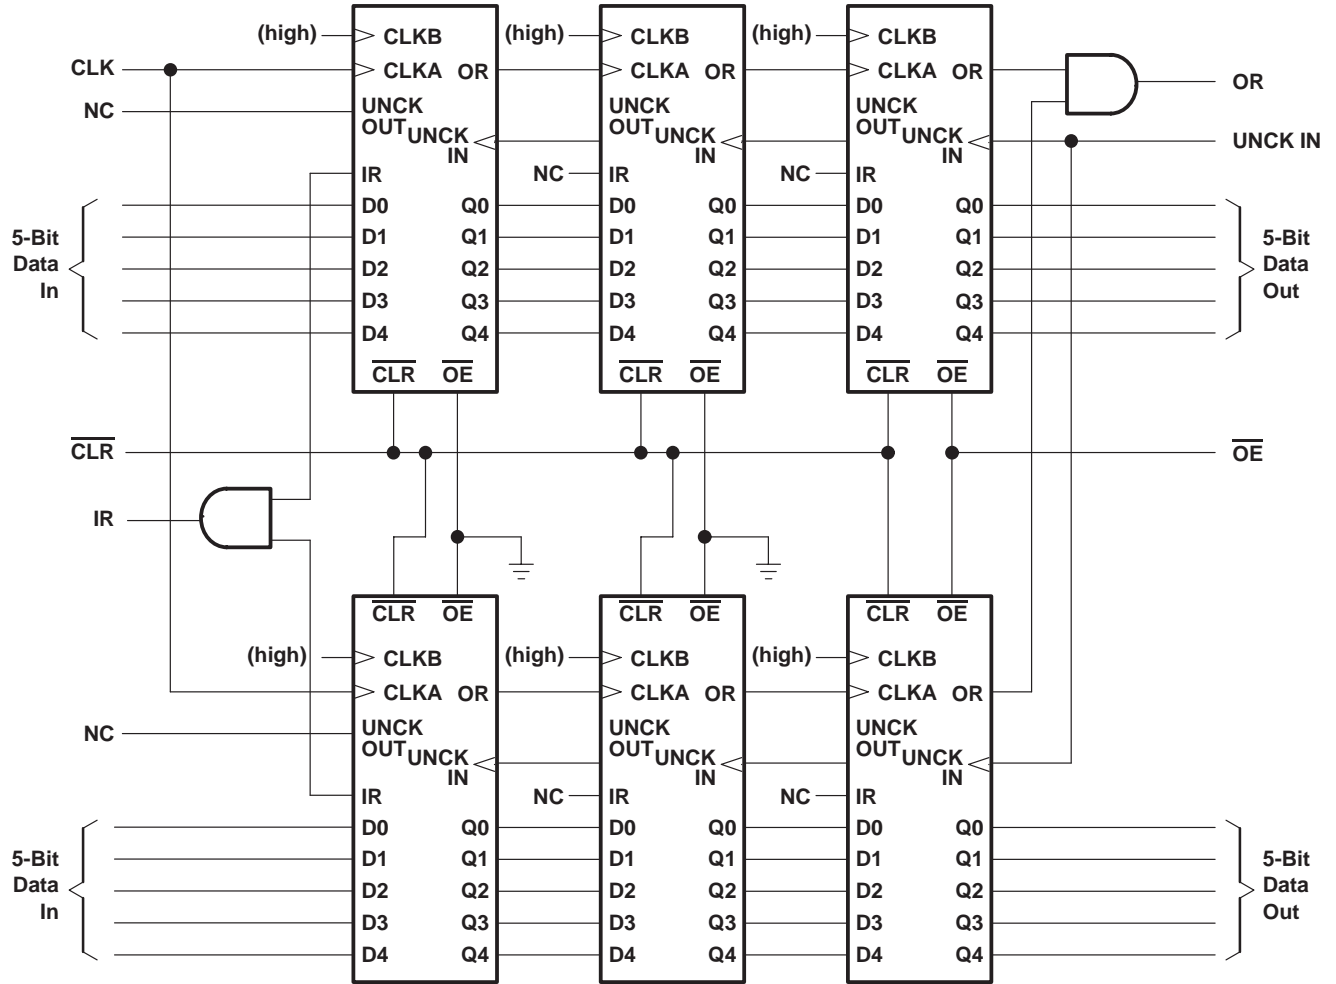 (high) CLKB (high) CLKB (high) CLKB
CLK CLKA OR CLKA OR CLKA OR OR
NC UNCK OUT UNCK OUT UNCK OUT
UNCK IN UNCK IN UNCK IN UNCK IN
IR NC IR NC IR
D0 Q0 D0 Q0 D0 Q0
5-Bit Data In D1 Q1 D1 Q1 D1 Q1 5-Bit Data Out
D2 Q2 D2 Q2 D2 Q2
D3 Q3 D3 Q3 D3 Q3
D4 Q4 D4 Q4 D4 Q4
CLR OE CLR OE CLR OE
CLR OE
IR
CLR OE CLR OE CLR OE
(high) CLKB (high) CLKB (high) CLKB
CLKA OR CLKA OR CLKA OR
NC UNCK OUT UNCK OUT UNCK OUT
UNCK IN UNCK IN UNCK IN
IR NC IR NC IR
D0 Q0 D0 Q0 D0 Q0
5-Bit Data In D1 Q1 D1 Q1 D1 Q1 5-Bit Data Out
D2 Q2 D2 Q2 D2 Q2
D3 Q3 D3 Q3 D3 Q3
D4 Q4 D4 Q4 D4 Q4